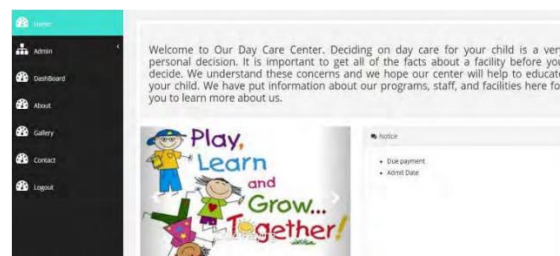 Home
Admin
DashBoard
About
Gallery
Contact
Logout
Welcome to Our Day Care Center. Deciding on day care for your child is a very
personal decision. It is important to get all of the facts about a facility before you
decide. We understand these concerns and we hope our center will help to educate
your child. We have put information about our programs, staff, and facilities here for
you to learn more about us.
Play,
Learn
and
Grow...
Together!
Notice
Due payment
Admit Date